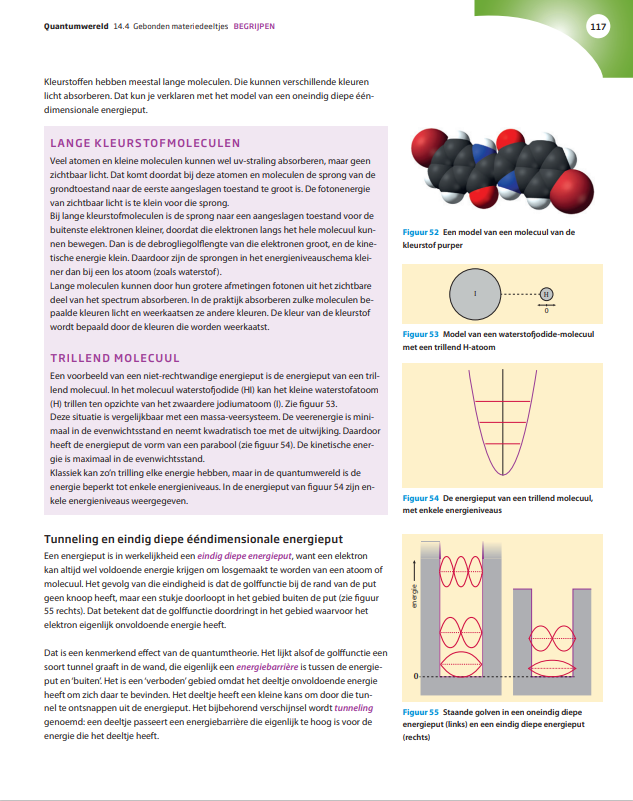 Quantumwereld 14.4 Gebonden materiedeeltjes BEGRIJPEN
117
Kleurstoffen hebben meestal lange moleculen. Die kunnen verschillende kleuren
licht absorberen. Dat kun je verklaren met het model van een oneindig diepe één-
dimensionale energieput.
LANGE KLEURSTOFMOLECULEN
Veel atomen en kleine moleculen kunnen wel uv-straling absorberen, maar geen
zichtbaar licht. Dat komt doordat bij deze atomen en moleculen de sprong van de
grondtoestand naar de eerste aangeslagen toestand te groot is. De fotonenergie
van zichtbaar licht is te klein voor die sprong.
Bij lange kleurstofmoleculen is de sprong naar een aangeslagen toestand voor de
buitenste elektronen kleiner, doordat die elektronen langs het hele molecuul kun-
nen bewegen. Dan is de debrogliegolflengte van die elektronen groot, en de kine-
tische energie klein. Daardoor zijn de sprongen in het energieniveauschema klei-
ner dan bij een los atoom (zoals waterstof).
Lange moleculen kunnen door hun grotere afmetingen fotonen uit het zichtbare
deel van het spectrum absorberen. In de praktijk absorberen zulke moleculen be-
paalde kleuren licht en weerkaatsen ze andere kleuren. De kleur van de kleurstof
wordt bepaald door de kleuren die worden weerkaatst.
TRILLEND MOLECUUL
Een voorbeeld van een niet-rechtwandige energieput is de energieput van een tril-
lend molecuul. In het molecuul waterstofjodide (HI) kan het kleine waterstofatoom
(H) trillen ten opzichte van het zwaardere jodiumatoom (I). Zie figuur 53.
Deze situatie is vergelijkbaar met een massa-veersysteem. De veerenergie is mini-
maal in de evenwichtsstand en neemt kwadratisch toe met de uitwijking. Daardoor
heeft de energieput de vorm van een parabool (zie figuur 54). De kinetische ener-
gie is maximaal in de evenwichtsstand.
Klassiek kan zo'n trilling elke energie hebben, maar in de quantumwereld is de
energie beperkt tot enkele energieniveaus. In de energieput van figuur 54 zijn en-
kele energieniveaus weergegeven.
Tunneling en eindig diepe ééndimensionale energieput
Een energieput is in werkelijkheid een eindig diepe energieput, want een elektron
kan altijd wel voldoende energie krijgen om losgemaakt te worden van een atoom of
molecuul. Het gevolg van die eindigheid is dat de golffunctie bij de rand van de put
geen knoop heeft, maar een stukje doorloopt in het gebied buiten de put (zie figuur
55 rechts). Dat betekent dat de golffunctie doordringt in het gebied waarvoor het
elektron eigenlijk onvoldoende energie heeft.
Dat is een kenmerkend effect van de quantumtheorie. Het lijkt alsof de golffunctie een
soort tunnel graaft in de wand, die eigenlijk een energiebarrière is tussen de energie-
put en 'buiten'. Het is een 'verboden' gebied omdat het deeltje onvoldoende energie
heeft om zich daar te bevinden. Het deeltje heeft een kleine kans om door die tun-
nel te ontsnappen uit de energieput. Het bijbehorend verschijnsel wordt tunneling
genoemd: een deeltje passeert een energiebarrière die eigenlijk te hoog is voor de
energie die het deeltje heeft.
Figuur 52 Een model van een molecuul van de
kleurstof purper
I
H
0
Figuur 53 Model van een waterstofjodide-molecuul
met een trillend H-atoom
Figuur 54 De energieput van een trillend molecuul,
met enkele energieniveaus
energie
0
Figuur 55 Staande golven in een oneindig diepe
energieput (links) en een eindig diepe energieput
(rechts)